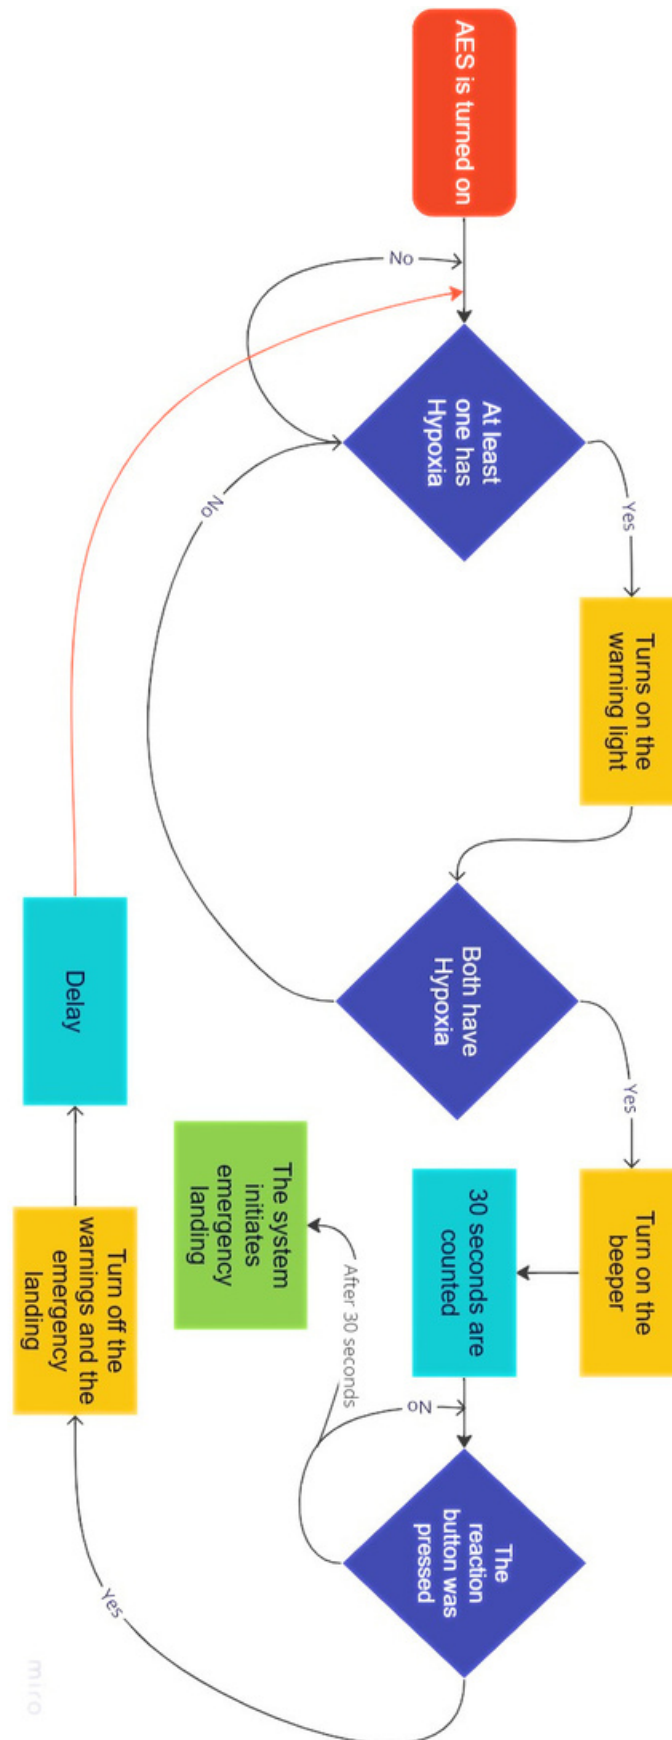 AES is turned on
No
At least
one has
Hypoxia
Yes
Turns on the
warning light
No
Both have
Hypoxia
Yes
Turn on the
beeper
30 seconds are
counted
No
The
reaction
button was
pressed
After 30 seconds
The system
initiates
emergency
landing
Yes
Turn off the
warnings and the
emergency
landing
Delay
miro